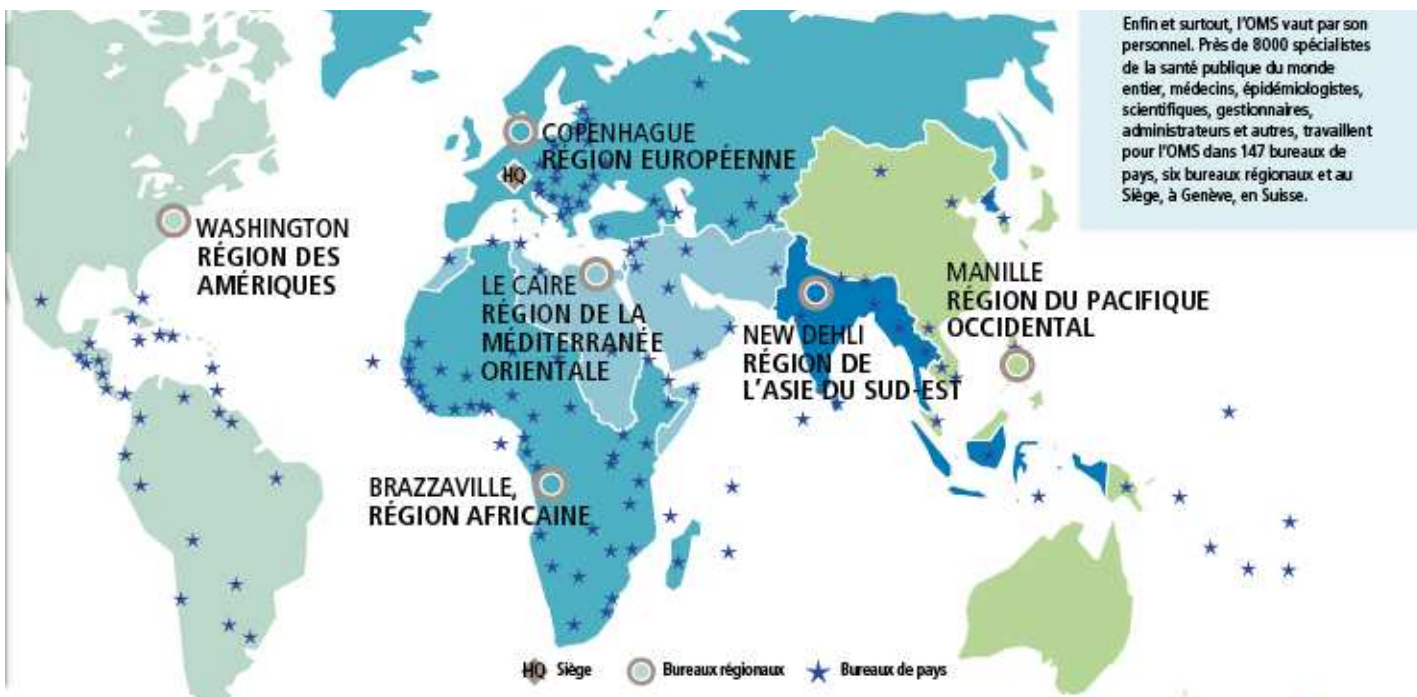 Enfin et surtout, l'OMS vaut par son
personnel. Près de 8000 spécialistes
de la santé publique du monde
entier, médecins, épidémiologistes,
scientifiques, gestionnaires,
administrateurs et autres, travaillent
pour l'OMS dans 147 bureaux de
pays, six bureaux régionaux et au
Siège, à Genève, en Suisse.
COPENHAGUE
RÉGION EUROPÉENNE
HQ
WASHINGTON
RÉGION DES
AMÉRIQUES
LE CAIRE
RÉGION DE LA
MÉDITERRANÉE
ORIENTALE
MANILLE
RÉGION DU PACIFIQUE
OCCIDENTAL
NEW DEHLI
RÉGION DE
L'ASIE DU SUD-EST
BRAZZAVILLE,
RÉGION AFRICAINE
HQ Siège
Bureaux régionaux
Bureaux de pays